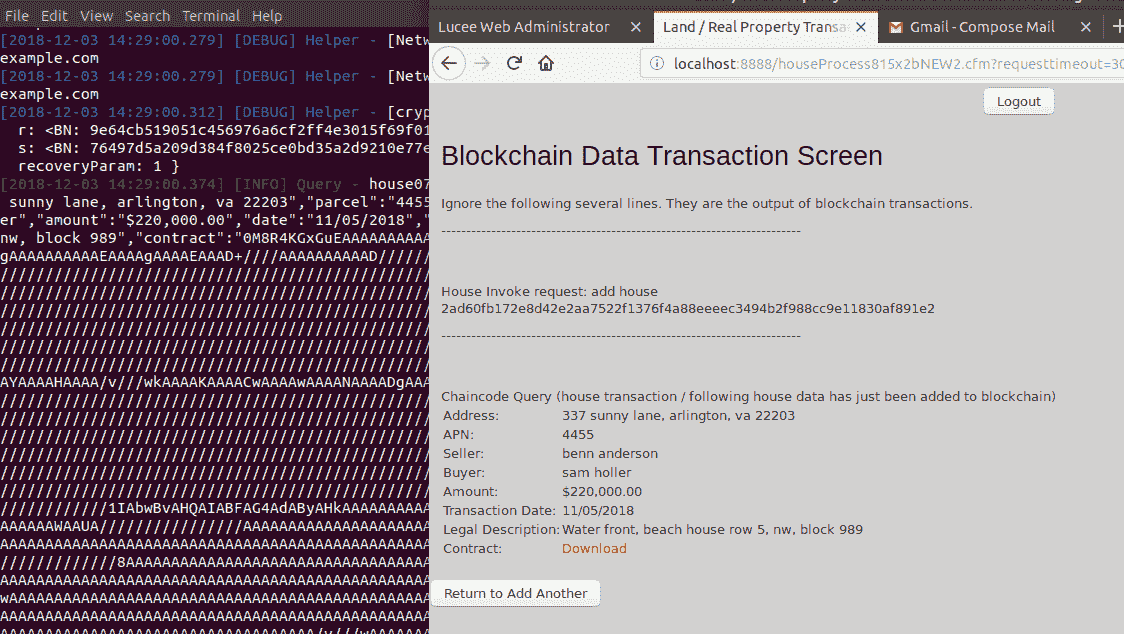 File Edit View Search Terminal Help
[2018-12-03 14:29:00.279] [DEBUG] Helper - [Netw
example.com
[2018-12-03 14:29:00.279] [DEBUG] Helper - [Netw
example.com
[2018-12-03 14:29:00.312] [DEBUG] Helper - [cryp
r: <BN: 9e64cb519051c456976a6cf2ff4e3015f69f01
s: <BN: 76497d5a209d384f8025ce0bd35a2d9210e77e
recoveryParam: 1 }
[2018-12-03 14:29:00.374] [INFO] Query - house07
sunny lane, arlington, va 22203","parcel":"4455
er","amount":"$220,000.00","date":"11/05/2018","
nw, block 989","contract":"0M8R4KGxGuEAAAAAAAAA
gAAAAAAAAAAEAAAAgAAAAEAAAD+////AAAAAAAAAAD//////
AYAAAAHAAAA/v///wkAAAAKAAAACwAAAAwAAAANAAAADgAAA
////////////1IAbwBvAHQAIABFAG4AdAByAHkAAAAAAAAAA
AAAAAAWAAUA////////////////AAAAAAAAAAAAAAAAAAAAA
Lucee Web Administrator
Land / Real Property Transa
Gmail - Compose Mail
localhost:8888/houseProcess815x2bNEW2.cfm?requesttimeout=30
Logout
Blockchain Data Transaction Screen
Ignore the following several lines. They are the output of blockchain transactions.
------------------------------------------------------------------------
House Invoke request: add house
2ad60fb172e8d42e2aa7522f1376f4a88eeeec3494b2f988cc9e11830af891e2
------------------------------------------------------------------------
Chaincode Query (house transaction / following house data has just been added to blockchain)
Address: 337 sunny lane, arlington, va 22203
APN: 4455
Seller: benn anderson
Buyer: sam holler
Amount: $220,000.00
Transaction Date: 11/05/2018
Legal Description: Water front, beach house row 5, nw, block 989
Contract: Download
Return to Add Another